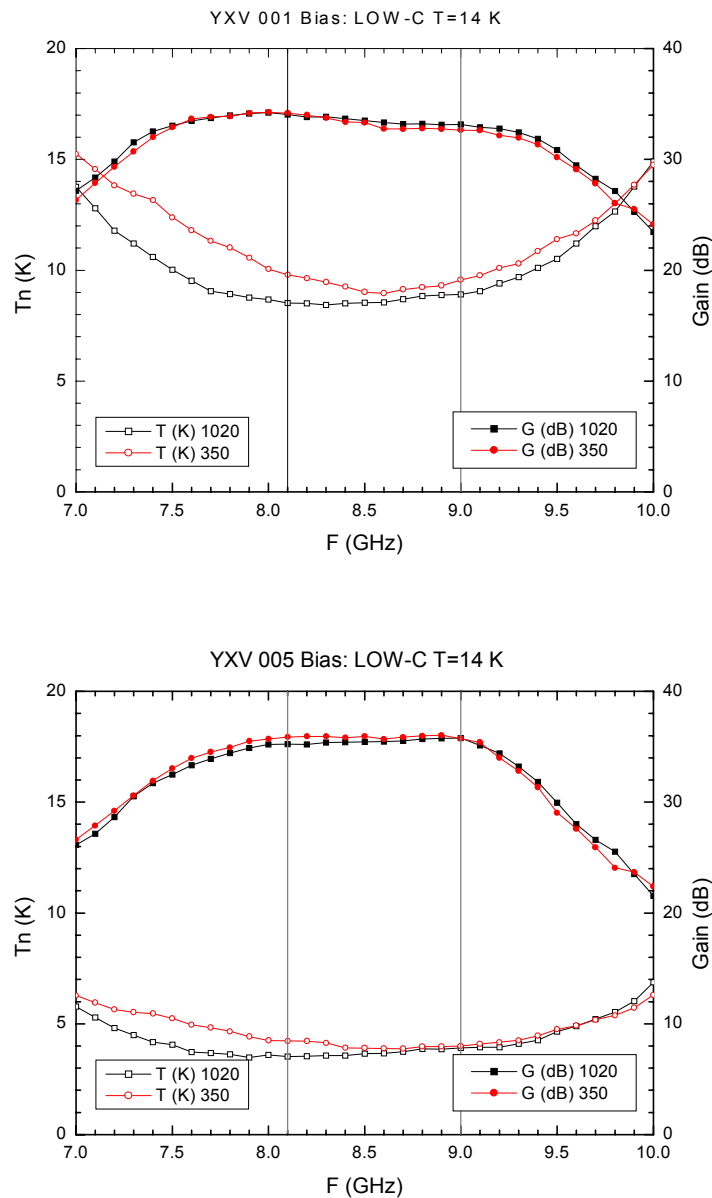 YXV 001 Bias: LOW-C T=14 K
20
15
10
5
0
Tn (K)
40
30
20
10
0
Gain (dB)
T (K) 1020
T (K) 350
G (dB) 1020
G (dB) 350
7.0 7.5 8.0 8.5 9.0 9.5 10.0
F (GHz)
YXV 005 Bias: LOW-C T=14 K
20
15
10
5
0
Tn (K)
40
30
20
10
0
Gain (dB)
T (K) 1020
T (K) 350
G (dB) 1020
G (dB) 350
7.0 7.5 8.0 8.5 9.0 9.5 10.0
F (GHz)